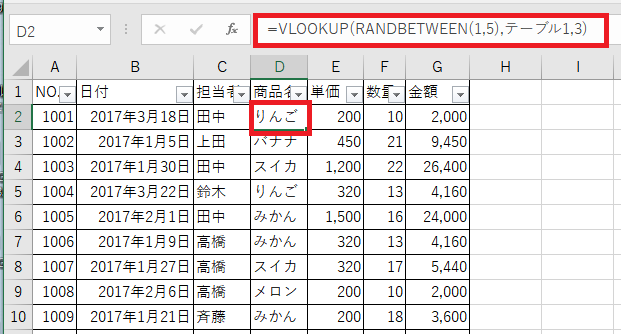 D2 =VLOOKUP(RANDBETWEEN(1,5),テーブル1,3)
A B C D E F G H I
1 NO. 日付 担当者 商品名 単価 数量 金額
2 1001 2017年3月18日 田中 りんご 200 10 2,000
3 1002 2017年1月5日 上田 バナナ 450 21 9,450
4 1003 2017年1月30日 田中 スイカ 1,200 22 26,400
5 1004 2017年3月22日 鈴木 りんご 320 13 4,160
6 1005 2017年2月1日 田中 みかん 1,500 16 24,000
7 1006 2017年1月9日 高橋 みかん 320 13 4,160
8 1007 2017年1月27日 高橋 スイカ 320 17 5,440
9 1008 2017年2月6日 高橋 メロン 200 10 2,000
10 1009 2017年1月21日 斉藤 みかん 200 18 3,600